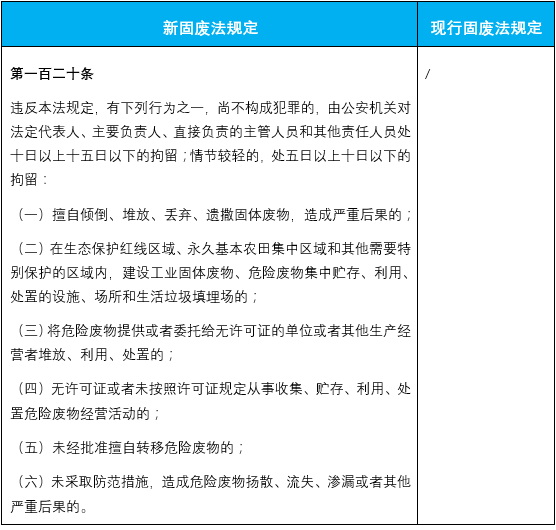 新固废法规定
现行固废法规定
第一百二十条
/
违反本法规定，有下列行为之一，尚不构成犯罪的，由公安机关对
法定代表人、主要负责人、直接负责的主管人员和其他责任人员处
十日以上十五日以下的拘留；情节较轻的，处五日以上十日以下的
拘留：
（一）擅自倾倒、堆放、丢弃、遗撒固体废物，造成严重后果的；
（二）在生态保护红线区域、永久基本农田集中区域和其他需要特
别保护的区域内，建设工业固体废物、危险废物集中贮存、利用、
处置的设施、场所和生活垃圾填埋场的；
（三）将危险废物提供或者委托给无许可证的单位或者其他生产经
营者堆放、利用、处置的；
（四）无许可证或者未按照许可证规定从事收集、贮存、利用、处
置危险废物经营活动的；
（五）未经批准擅自转移危险废物的；
（六）未采取防范措施，造成危险废物扬散、流失、渗漏或者其他
严重后果的。